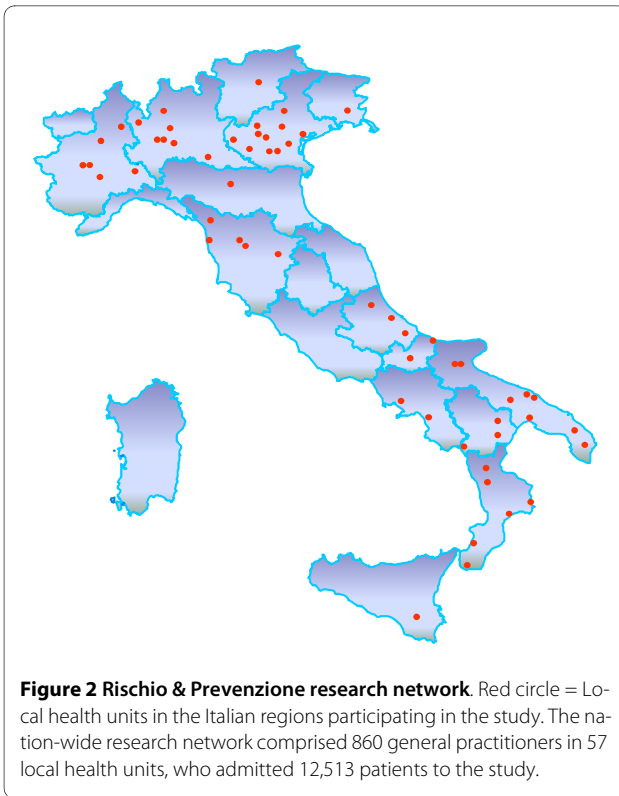 Figure 2 Rischio & Prevenzione research network. Red circle = Lo-
cal health units in the Italian regions participating in the study. The na-
tion-wide research network comprised 860 general practitioners in 57
local health units, who admitted 12,513 patients to the study.